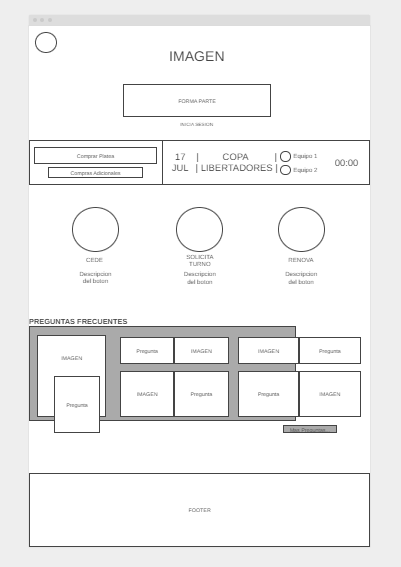 IMAGEN
FORMA PARTE
INICIA SESION
Comprar Platea
Compras Adicionales
17 | COPA |
JUL | LIBERTADORES |
Equipo 1
Equipo 2
00:00
CEDE
Descripcion
del boton
SOLICITA
TURNO
Descripcion
del boton
RENOVA
Descripcion
del boton
PREGUNTAS FRECUENTES
IMAGEN
Pregunta
Pregunta
IMAGEN
IMAGEN
Pregunta
IMAGEN
Pregunta
Pregunta
IMAGEN
Mas Preguntas...
FOOTER